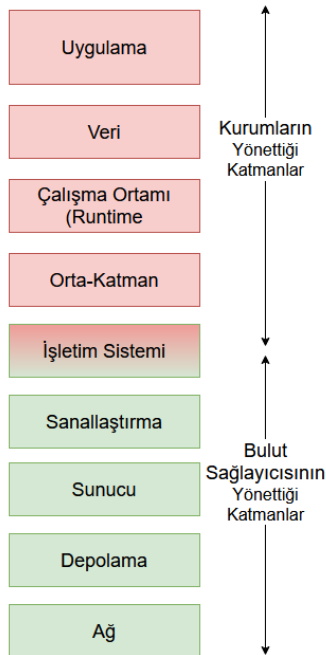 Uygulama
Veri
Çalışma Ortamı
(Runtime
Orta-Katman
İşletim Sistemi
Sanallaştırma
Sunucu
Depolama
Ağ
Kurumların
Yönettiği
Katmanlar
Bulut
Sağlayıcısının
Yönettiği
Katmanlar